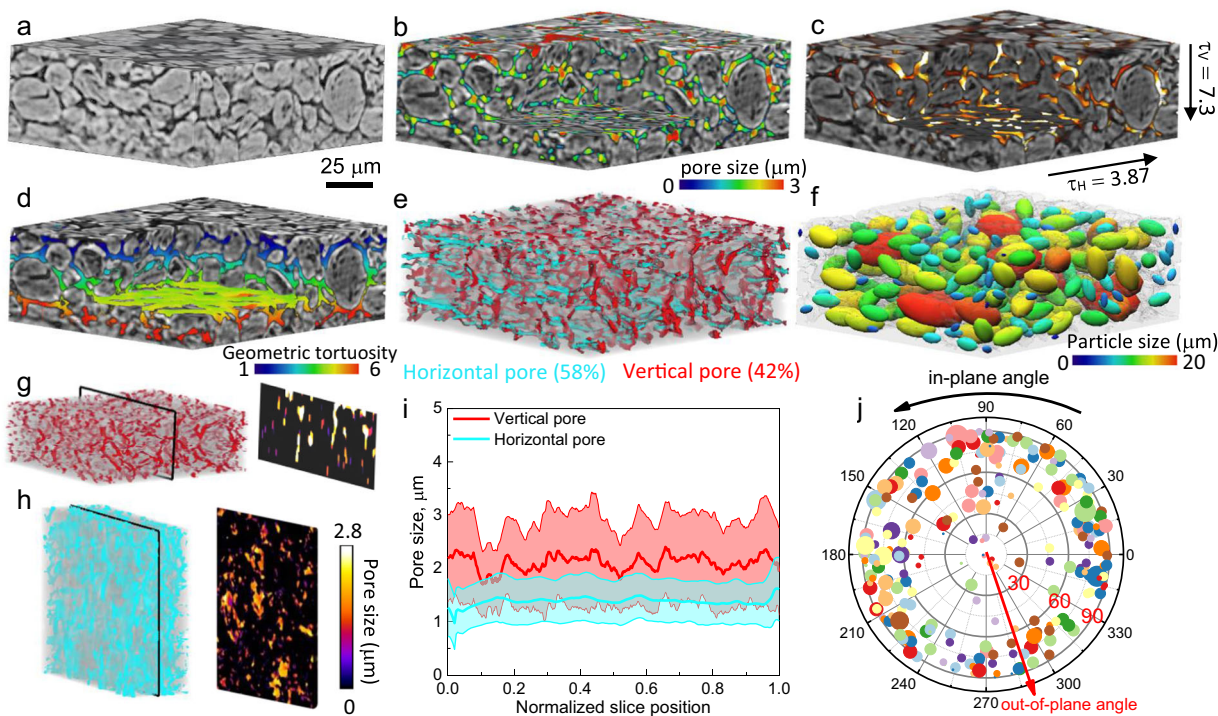 a
b
c
25 μm
pore size (μm)
0 3
τV = 7.3
τH = 3.87
d
e
f
Geometric tortuosity
1 6
Horizontal pore (58%) Vertical pore (42%)
Particle size (μm)
0 20
g
h
2.8
Pore size (μm)
0
i
5
4
3
2
1
0
Pore size, μm
Vertical pore
Horizontal pore
0.0 0.2 0.4 0.6 0.8 1.0
Normalized slice position
j
in-plane angle
90
120 60
150 30
180 0
30
60
90
210 330
240 300
270
out-of-plane angle